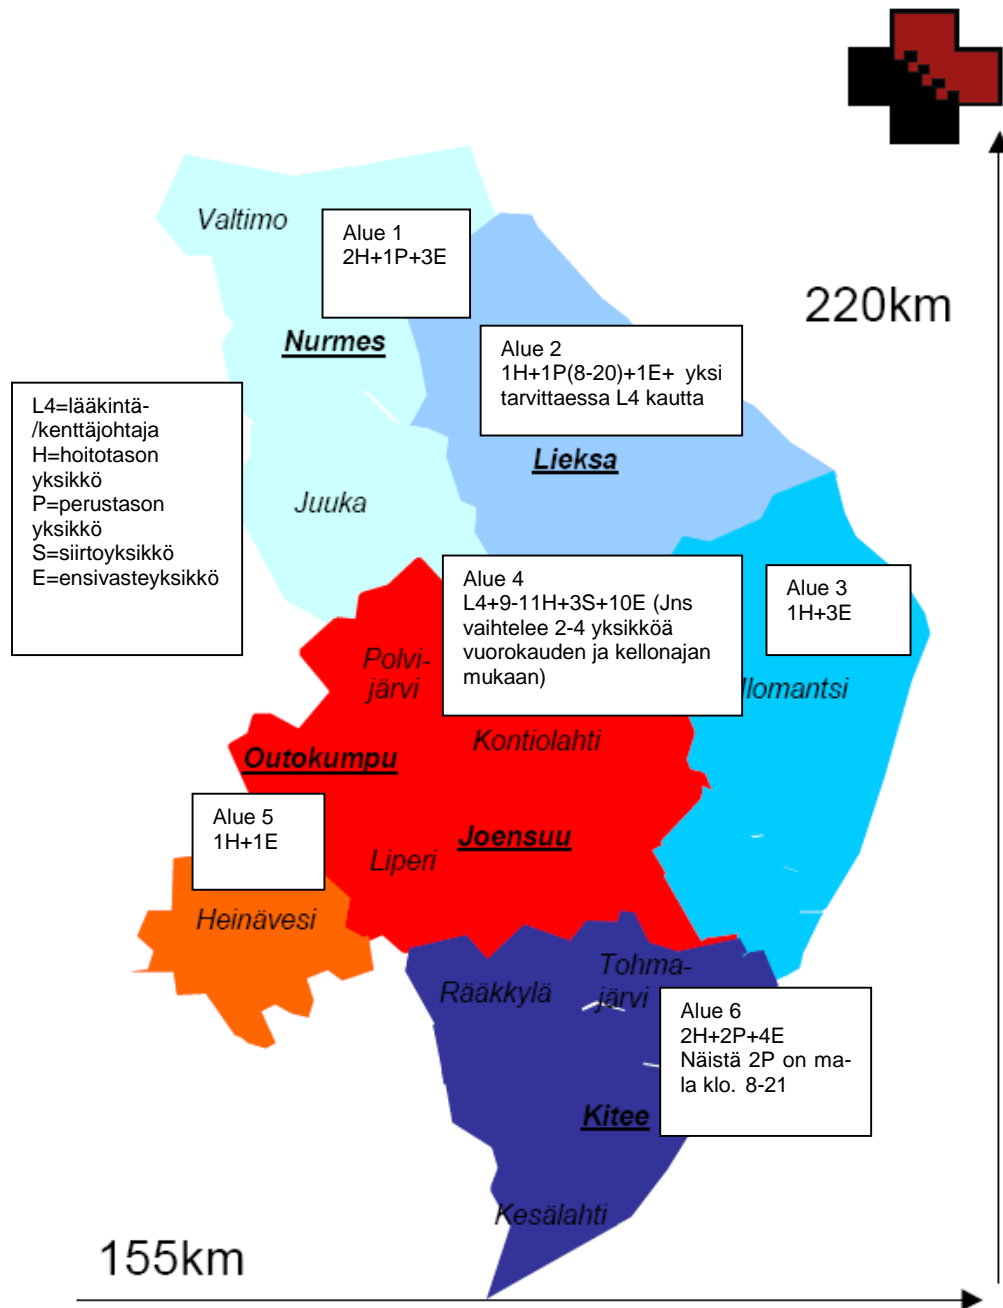 Valtimo
Alue 1
2H+1P+3E
220km
Nurmes
Alue 2
1H+1P(8-20)+1E+ yksi
tarvittaessa L4 kautta
L4=lääkintä-
/kenttäjohtaja
H=hoitotason
yksikkö
P=perustason
yksikkö
S=siirtoyksikkö
E=ensivasteyksikkö
Lieksa
Juuka
Alue 4
L4+9-11H+3S+10E (Jns
vaihtelee 2-4 yksikköä
vuorokauden ja kellonajan
mukaan)
Alue 3
1H+3E
Polvi-
järvi
Ilomantsi
Kontiolahti
Outokumpu
Alue 5
1H+1E
Joensuu
Liperi
Heinävesi
Tohma-
järvi
Rääkkylä
Alue 6
2H+2P+4E
Näistä 2P on ma-
la klo. 8-21
Kitee
Kesälahti
155km